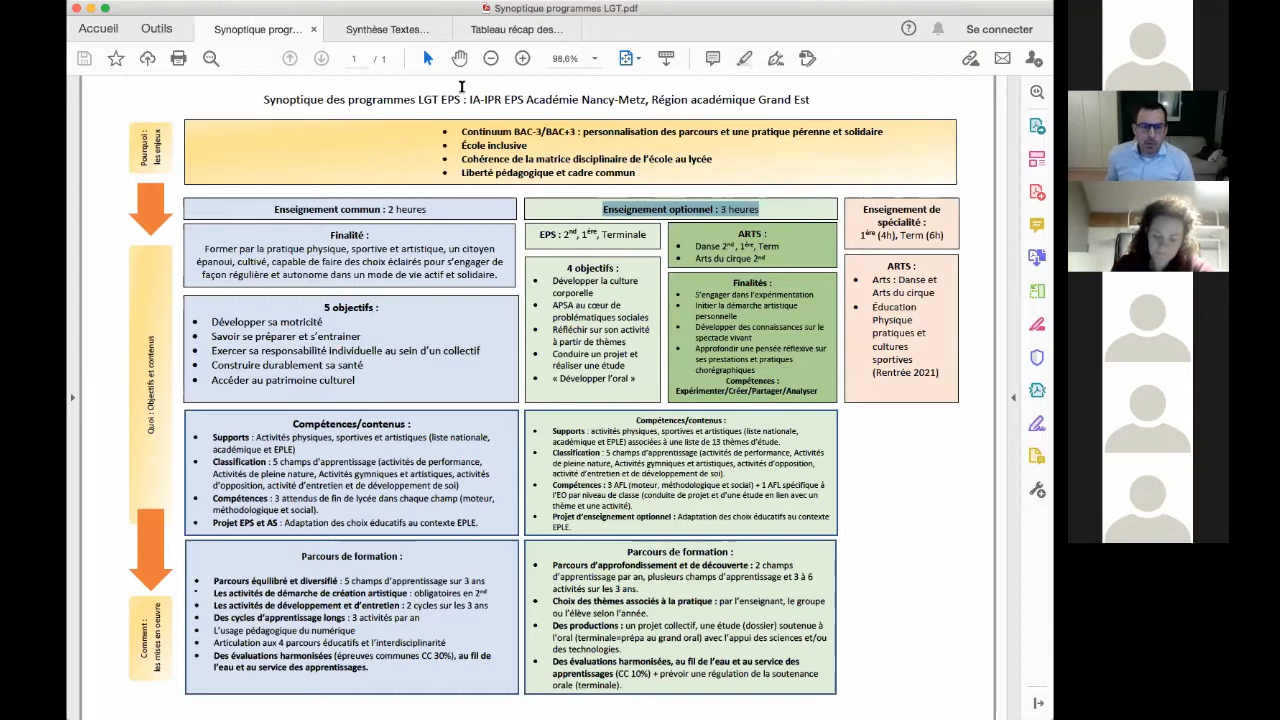 Synoptique programmes LGT.pdf
Accueil
Outils
Synoptique progr...
×
Synthèse Textes...
Tableau récap des...
Se connecter
1 / 1
98,6%
Synoptique des programmes LGT EPS : IA-IPR EPS Académie Nancy-Metz, Région académique Grand Est
Pourquoi :
les enjeux
• Continuum BAC-3/BAC+3 : personnalisation des parcours et une pratique pérenne et solidaire
• École inclusive
• Cohérence de la matrice disciplinaire de l'école au lycée
• Liberté pédagogique et cadre commun
Quoi : Objectifs et contenus
Enseignement commun : 2 heures
Finalité :
Former par la pratique physique, sportive et artistique, un citoyen
épanoui, cultivé, capable de faire des choix éclairés pour s'engager de
façon régulière et autonome dans un mode de vie actif et solidaire.
5 objectifs :
• Développer sa motricité
• Savoir se préparer et s'entrainer
• Exercer sa responsabilité individuelle au sein d'un collectif
• Construire durablement sa santé
• Accéder au patrimoine culturel
Enseignement optionnel : 3 heures
EPS : 2nd, 1ère, Terminale
4 objectifs :
• Développer la culture
corporelle
• APSA au cœur de
problématiques sociales
• Réfléchir sur son activité
à partir de thèmes
• Conduire un projet et
réaliser une étude
• « Développer l'oral »
ARTS :
• Danse 2nd, 1ère, Term
• Arts du cirque 2nd
Finalités :
• S'engager dans l'expérimentation
• Initier la démarche artistique
personnelle
• Développer des connaissances sur le
spectacle vivant
• Approfondir une pensée réflexive sur
ses prestations et pratiques
chorégraphiques
Compétences :
Expérimenter/Créer/Partager/Analyser
Enseignement de
spécialité :
1ère (4h), Term (6h)
ARTS :
• Arts : Danse et
Arts du cirque
• Éducation
Physique
pratiques et
cultures
sportives
(Rentrée 2021)
Compétences/contenus :
• Supports : Activités physiques, sportives et artistiques (liste nationale,
académique et EPLE)
• Classification : 5 champs d'apprentissage (activités de performance,
Activités de pleine nature, Activités gymniques et artistiques, activités
d'opposition, activité d'entretien et de développement de soi)
• Compétences : 3 attendus de fin de lycée dans chaque champ (moteur,
méthodologique et social).
• Projet EPS et AS : Adaptation des choix éducatifs au contexte EPLE.
Compétences/contenus :
• Supports : activités physiques, sportives et artistiques (liste nationale,
académique et EPLE) associées à une liste de 13 thèmes d'étude.
• Classification : 5 champs d'apprentissage (activités de performance, Activités
de pleine nature, Activités gymniques et artistiques, activités d'opposition,
activité d'entretien et de développement de soi).
• Compétences : 3 AFL (moteur, méthodologique et social) + 1 AFL spécifique à
l'EO par niveau de classe (conduite de projet et d'une étude en lien avec un
thème et une activité).
• Projet d'enseignement optionnel : Adaptation des choix éducatifs au contexte
EPLE.
Comment :
les mises en oeuvre
Parcours de formation :
• Parcours équilibré et diversifié : 5 champs d'apprentissage sur 3 ans
• Les activités de démarche de création artistique : obligatoires en 2nd
• Les activités de développement et d'entretien : 2 cycles sur les 3 ans
• Des cycles d'apprentissage longs : 3 activités par an
• L'usage pédagogique du numérique
• Articulation aux 4 parcours éducatifs et l'interdisciplinarité
• Des évaluations harmonisées (épreuves communes CC 30%), au fil de
l'eau et au service des apprentissages.
Parcours de formation :
• Parcours d'approfondissement et de découverte : 2 champs
d'apprentissage par an, plusieurs champs d'apprentissage et 3 à 6
activités sur les 3 ans.
• Choix des thèmes associés à la pratique : par l'enseignant, le groupe
ou l'élève selon l'année.
• Des productions : un projet collectif, une étude (dossier) soutenue à
l'oral (terminale=prépa au grand oral) avec l'appui des sciences et/ou
des technologies.
• Des évaluations harmonisées, au fil de l'eau et au service des
apprentissages (CC 10%) + prévoir une régulation de la soutenance
orale (terminale).